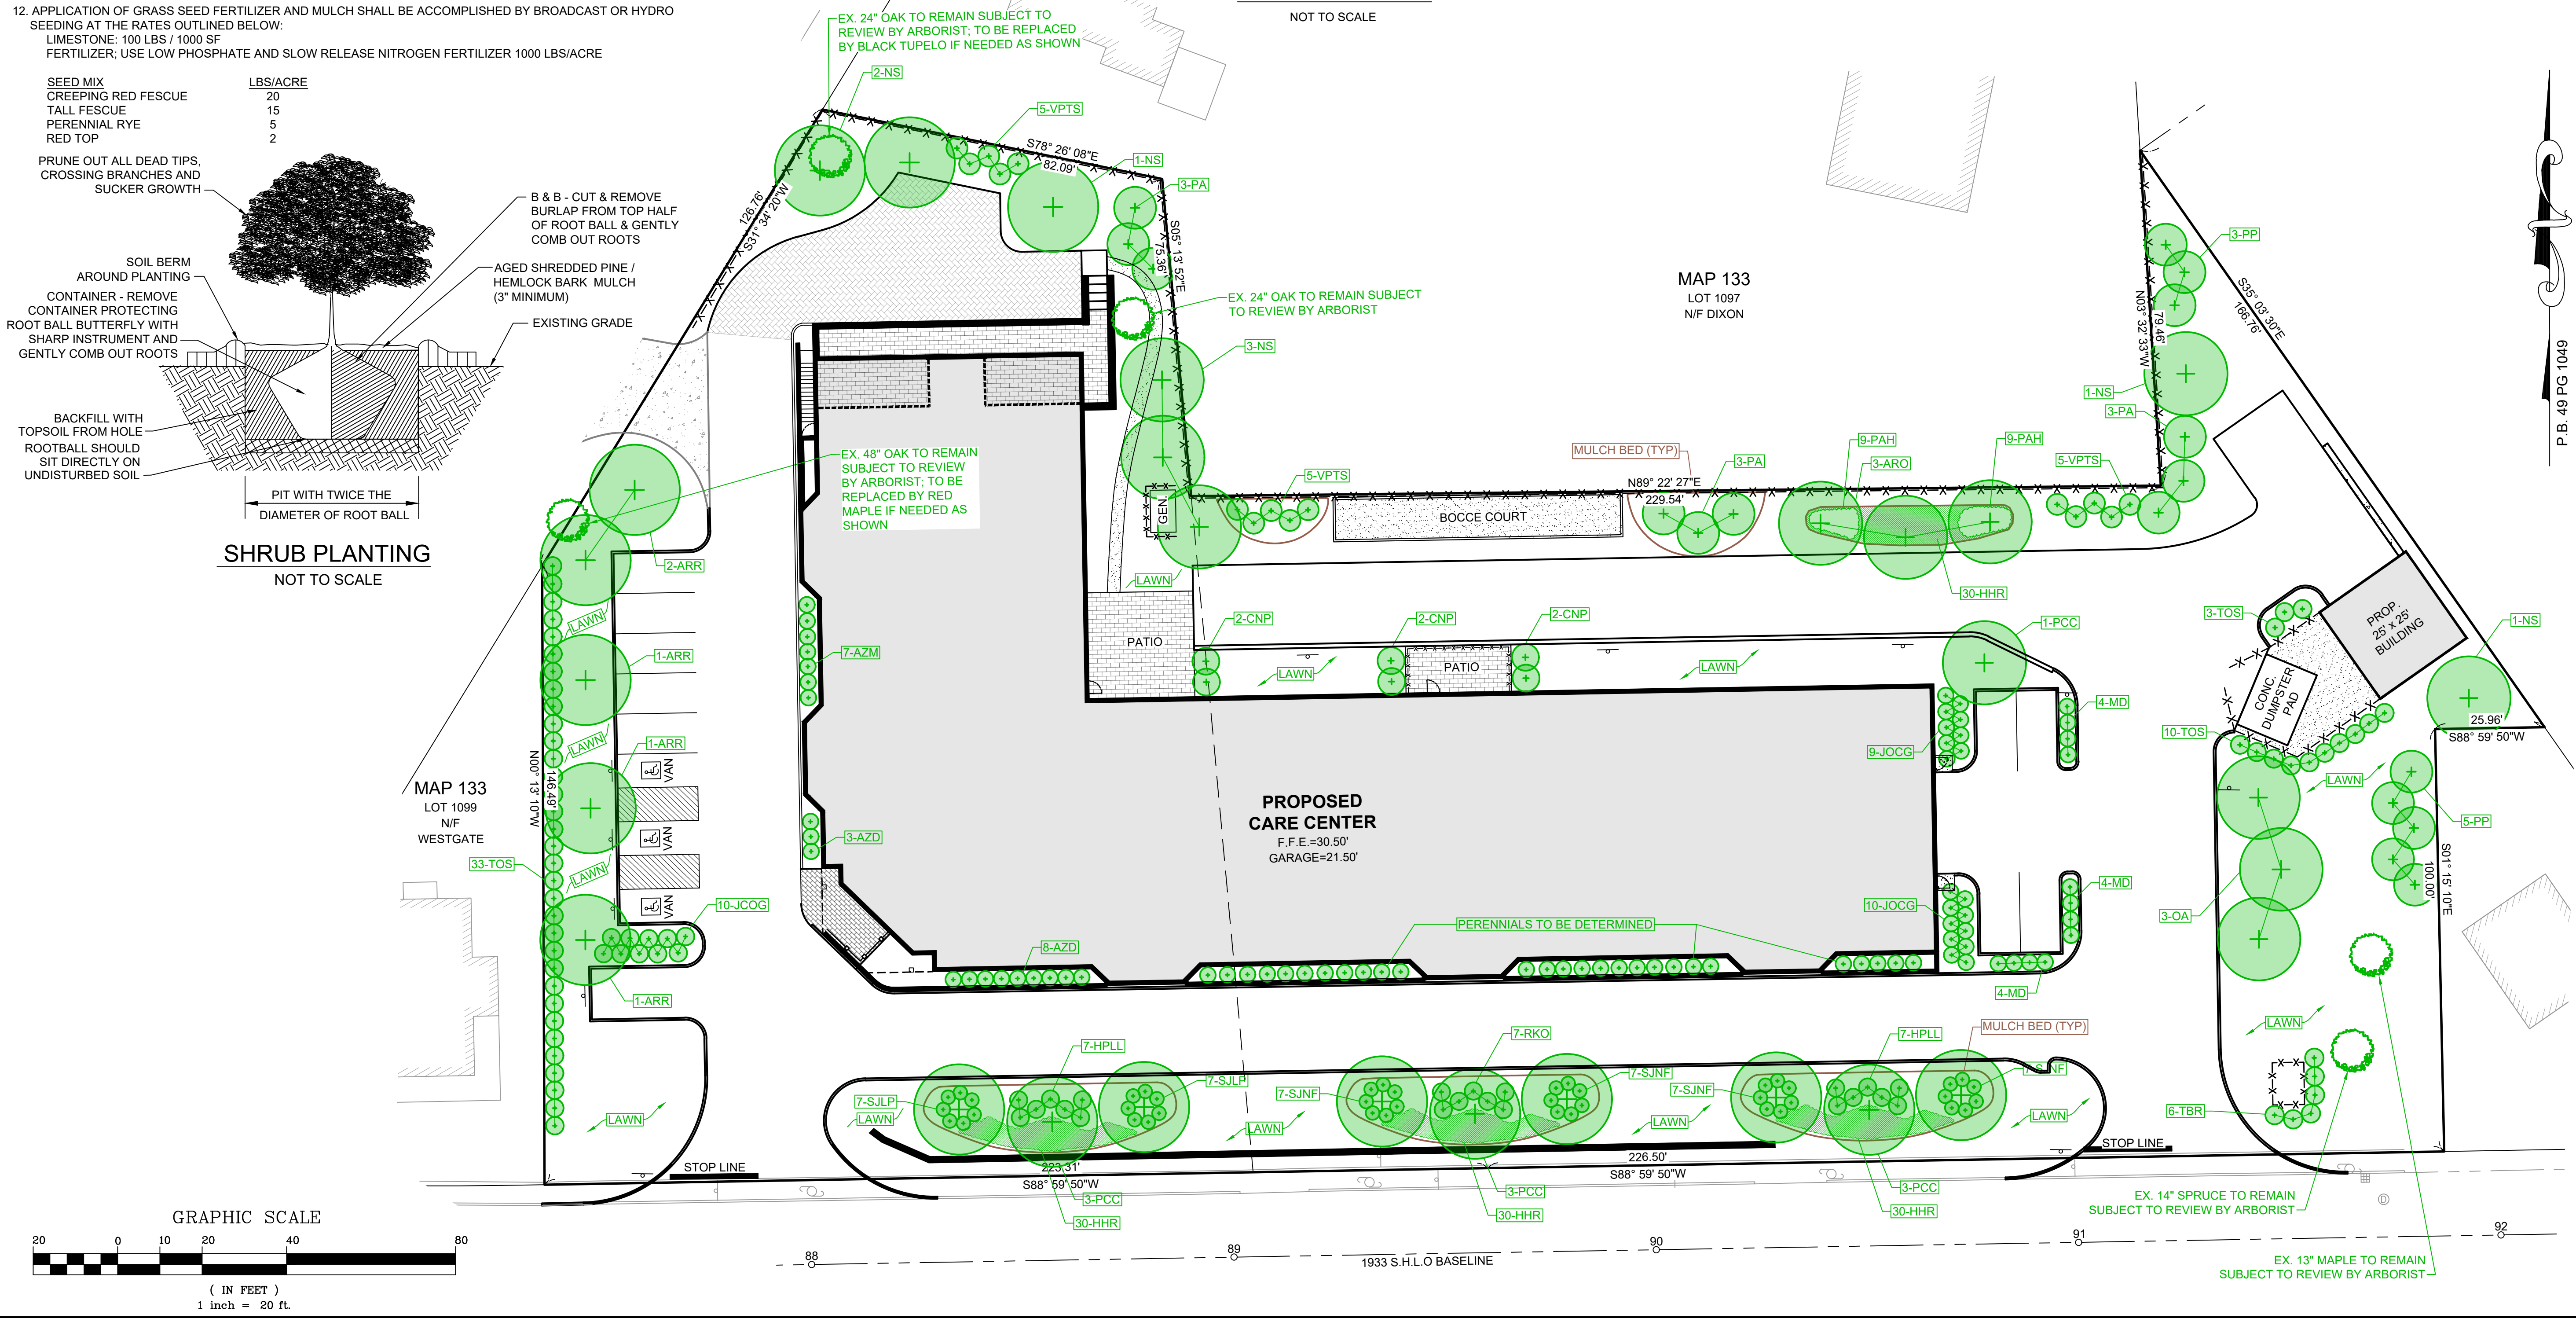 12. APPLICATION OF GRASS SEED FERTILIZER AND MULCH SHALL BE ACCOMPLISHED BY BROADCAST OR HYDRO
SEEDING AT THE RATES OUTLINED BELOW:
LIMESTONE: 100 LBS / 1000 SF
FERTILIZER; USE LOW PHOSPHATE AND SLOW RELEASE NITROGEN FERTILIZER 1000 LBS/ACRE
SEED MIX LBS/ACRE
CREEPING RED FESCUE 20
TALL FESCUE 15
PERENNIAL RYE 5
RED TOP 2
PRUNE OUT ALL DEAD TIPS,
CROSSING BRANCHES AND
SUCKER GROWTH
B & B - CUT & REMOVE
BURLAP FROM TOP HALF
OF ROOT BALL & GENTLY
COMB OUT ROOTS
SOIL BERM
AROUND PLANTING
AGED SHREDDED PINE /
HEMLOCK BARK MULCH
(3" MINIMUM)
CONTAINER - REMOVE
CONTAINER PROTECTING
ROOT BALL BUTTERFLY WITH
SHARP INSTRUMENT AND
GENTLY COMB OUT ROOTS
EXISTING GRADE
BACKFILL WITH
TOPSOIL FROM HOLE
ROOTBALL SHOULD
SIT DIRECTLY ON
UNDISTURBED SOIL
PIT WITH TWICE THE
DIAMETER OF ROOT BALL
SHRUB PLANTING
NOT TO SCALE
NOT TO SCALE
EX. 24" OAK TO REMAIN SUBJECT TO
REVIEW BY ARBORIST; TO BE REPLACED
BY BLACK TUPELO IF NEEDED AS SHOWN
2-NS
5-VPTS
S78° 26' 08"E
82.09'
1-NS
3-PA
126.76'
S31° 34' 20"W
S05° 13' 52"E
75.36'
EX. 24" OAK TO REMAIN SUBJECT
TO REVIEW BY ARBORIST
3-NS
MAP 133
LOT 1097
N/F DIXON
3-PP
S35° 03' 30"E
166.76'
N03° 32' 33"W
79.46'
1-NS
3-PA
P.B. 49 PG 1049
EX. 48" OAK TO REMAIN
SUBJECT TO REVIEW
BY ARBORIST; TO BE
REPLACED BY RED
MAPLE IF NEEDED AS
SHOWN
MULCH BED (TYP)
3-PA
9-PAH
3-ARO
9-PAH
5-VPTS
5-VPTS
N89° 22' 27"E
229.54'
GEN.
BOCCE COURT
2-ARR
LAWN
30-HHR
LAWN
2-CNP
2-CNP
2-CNP
1-PCC
3-TOS
PROP.
25' x 25'
BUILDING
1-NS
PATIO
PATIO
LAWN
LAWN
1-ARR
7-AZM
CONC.
DUMPSTER
PAD
4-MD
25.96'
S88° 59' 50"W
10-TOS
LAWN
1-ARR
LAWN
9-JOCG
VAN
N00° 13' 10"W
146.49'
MAP 133
LOT 1099
N/F
WESTGATE
PROPOSED
CARE CENTER
F.F.E.=30.50'
GARAGE=21.50'
5-PP
3-AZD
VAN
33-TOS
LAWN
S01° 15' 10"E
100.00'
4-MD
VAN
10-JCOG
10-JOCG
3-OA
PERENNIALS TO BE DETERMINED
8-AZD
4-MD
1-ARR
LAWN
7-HPLL
7-RKO
7-HPLL
MULCH BED (TYP)
7-SJLP
7-SJLP
7-SJNF
7-SJNF
7-SJNF
7-SJNF
LAWN
LAWN
LAWN
LAWN
LAWN
LAWN
6-TBR
STOP LINE
STOP LINE
223.31'
S88° 59' 50"W
226.50'
S88° 59' 50"W
3-PCC
30-HHR
3-PCC
30-HHR
3-PCC
30-HHR
D
EX. 14" SPRUCE TO REMAIN
SUBJECT TO REVIEW BY ARBORIST
EX. 13" MAPLE TO REMAIN
SUBJECT TO REVIEW BY ARBORIST
88 89 90 91 92
1933 S.H.L.O BASELINE
GRAPHIC SCALE
20 0 10 20 40 80
( IN FEET )
1 inch = 20 ft.